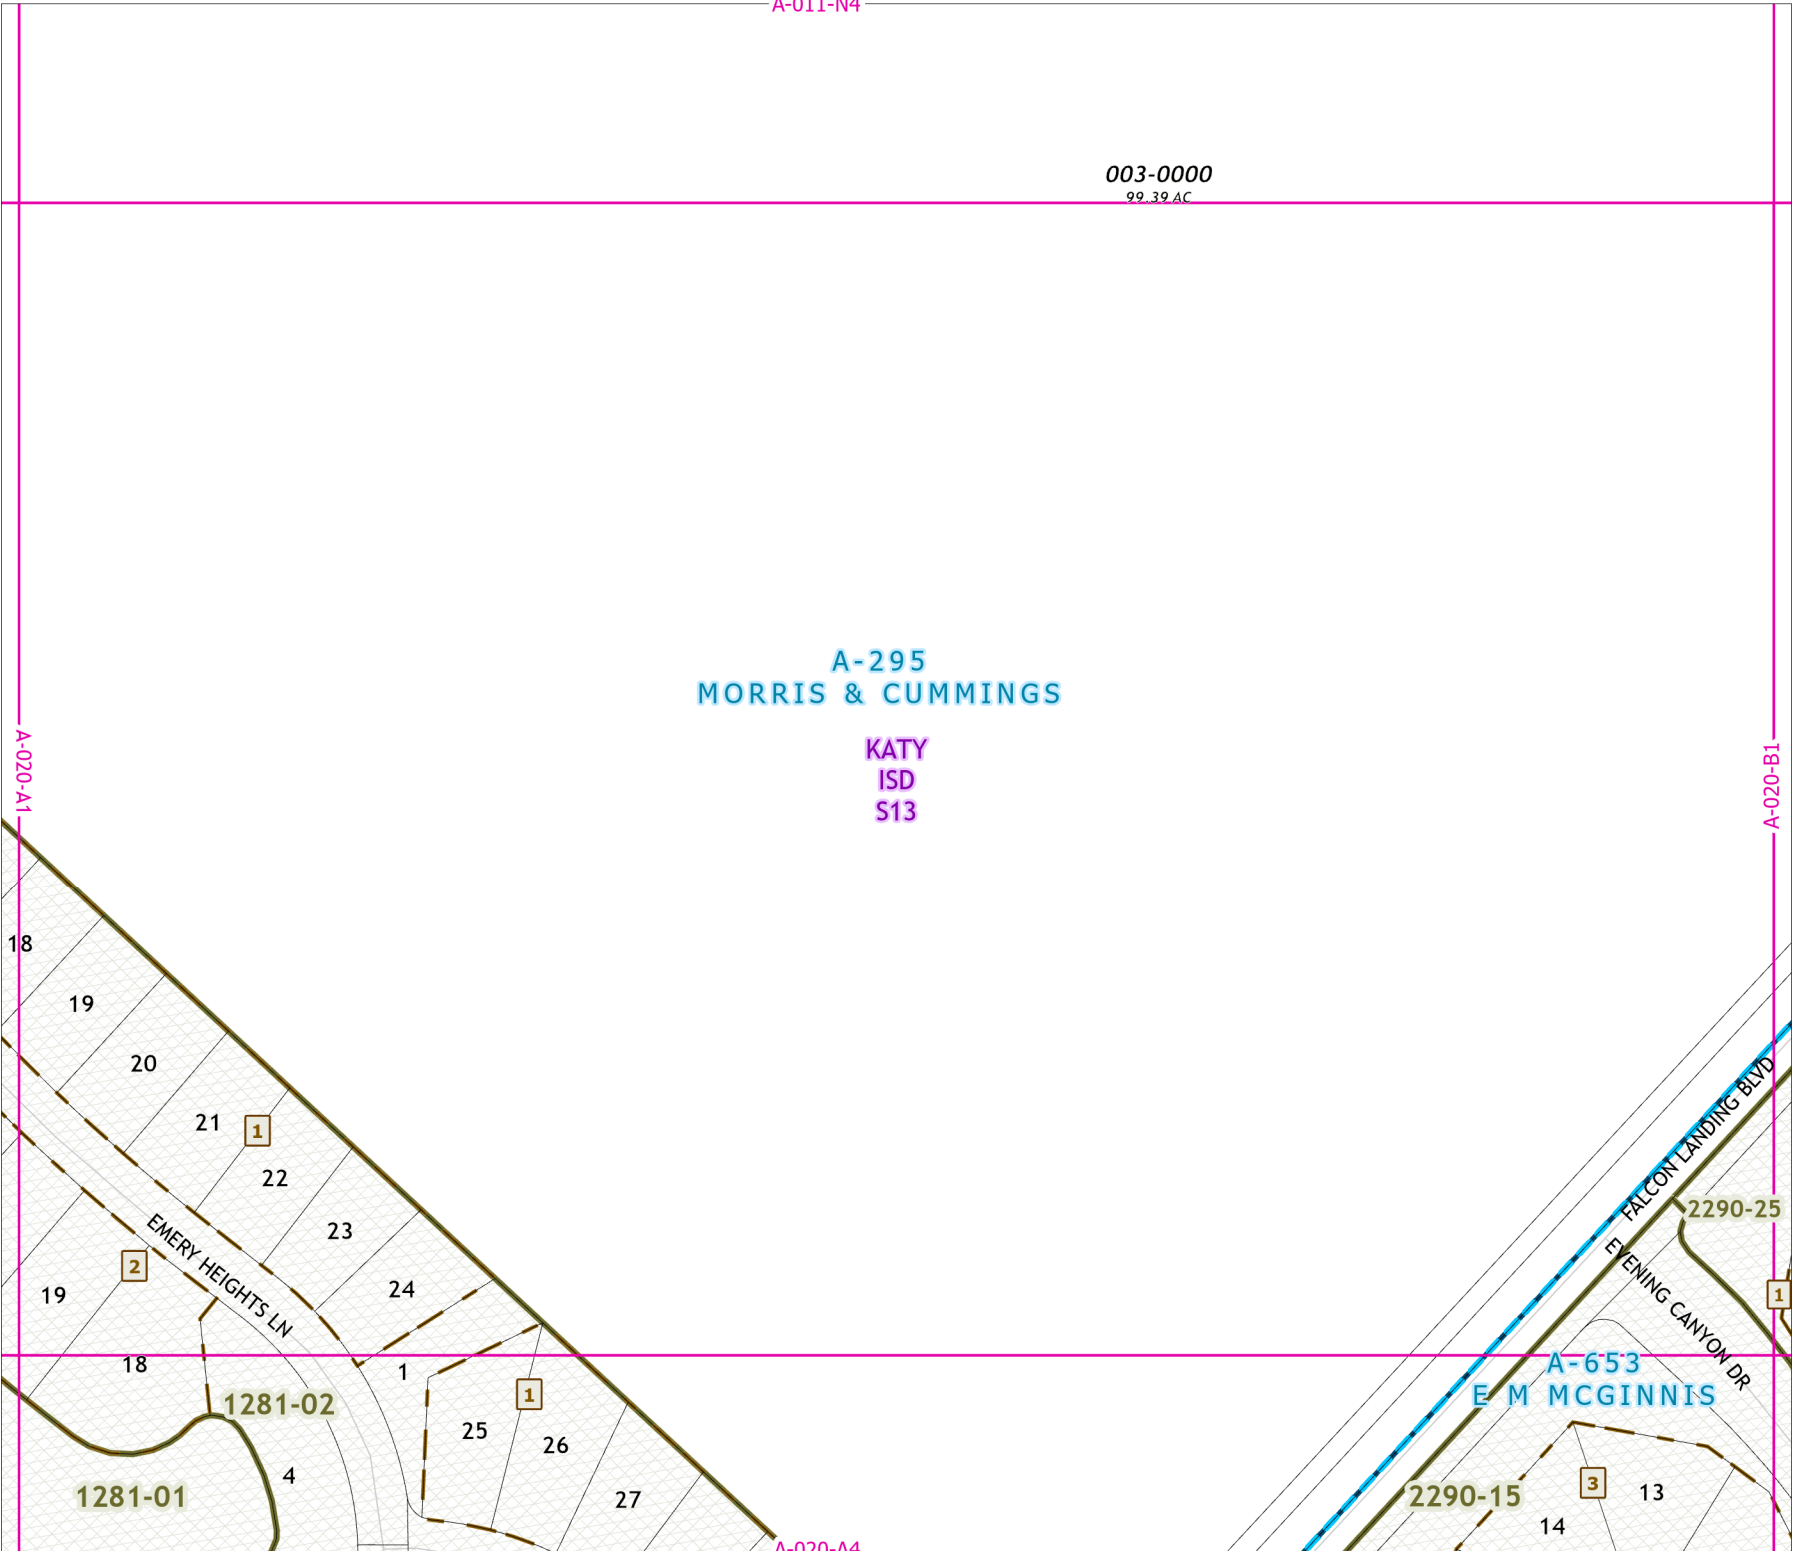 A-011-N4
003-0000
99.39 AC
A-295
MORRIS & CUMMINGS
KATY
ISD
S13
A-020-A1
A-020-B1
18
19
20
21
1
22
23
24
EMERY HEIGHTS LN
2
19
18
1
1281-02
1
25
26
27
4
1281-01
A-020-A4
FALCON LANDING BLVD
2290-25
EVENING CANYON DR
1
A-653
E M MCGINNIS
2290-15
3
13
14